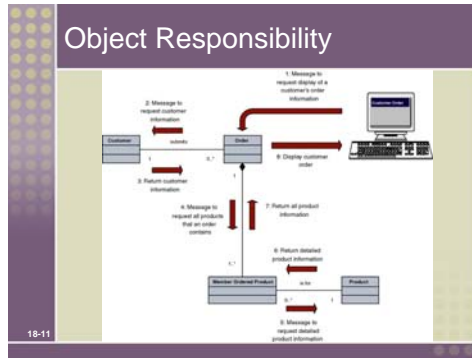 Object Responsibility
1: Message to
request display of a
customer's order
information
2: Message to
request customer
information
Customer Order
Customer
submits
Order
1
0..*
3: Return customer
information
8: Display customer
order
1
4: Message to
request all products
that an order
contains
7: Return all product
information
6: Return detailed
product information
1..*
Member Ordered Product
is for
Product
0..*
1
5: Message to
request detailed
product information
18-11